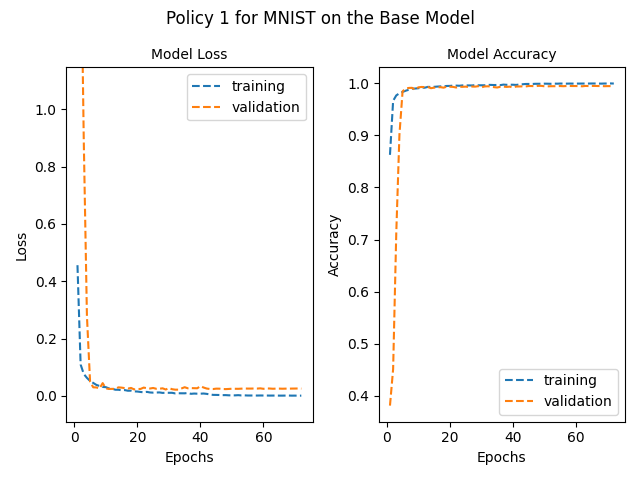 Policy 1 for MNIST on the Base Model
Model Loss
training
validation
1.0
0.8
0.6
0.4
0.2
0.0
Loss
0
20
40
60
Epochs
Model Accuracy
1.0
0.9
0.8
0.7
0.6
0.5
0.4
Accuracy
training
validation
0
20
40
60
Epochs